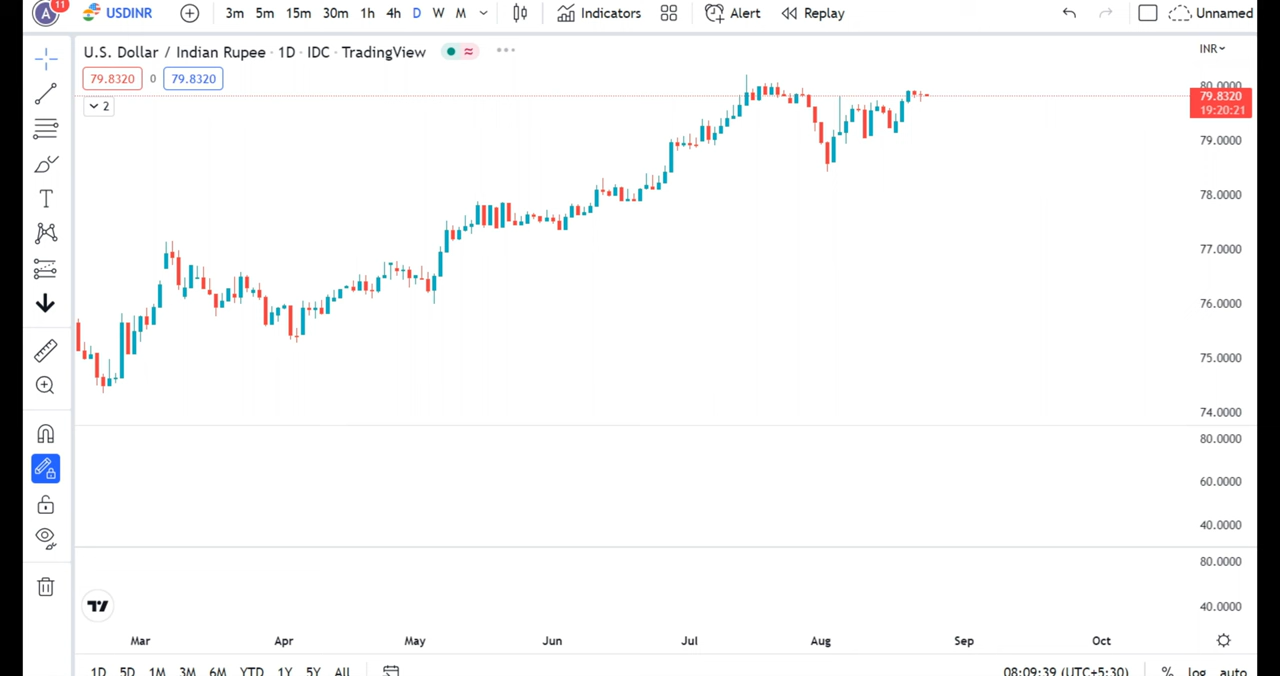 A 11 USDINR 3m 5m 15m 30m 1h 4h D W M Indicators Alert Replay Unnamed
U.S. Dollar / Indian Rupee · 1D · IDC · TradingView
INR
79.8320 0 79.8320
2
80.0000
79.8320
19:20:21
79.0000
78.0000
77.0000
76.0000
75.0000
74.0000
80.0000
60.0000
40.0000
80.0000
40.0000
Mar Apr May Jun Jul Aug Sep Oct
1D 5D 1M 3M 6M YTD 1Y 5Y All 08:09:39 (UTC+5:30) % log auto